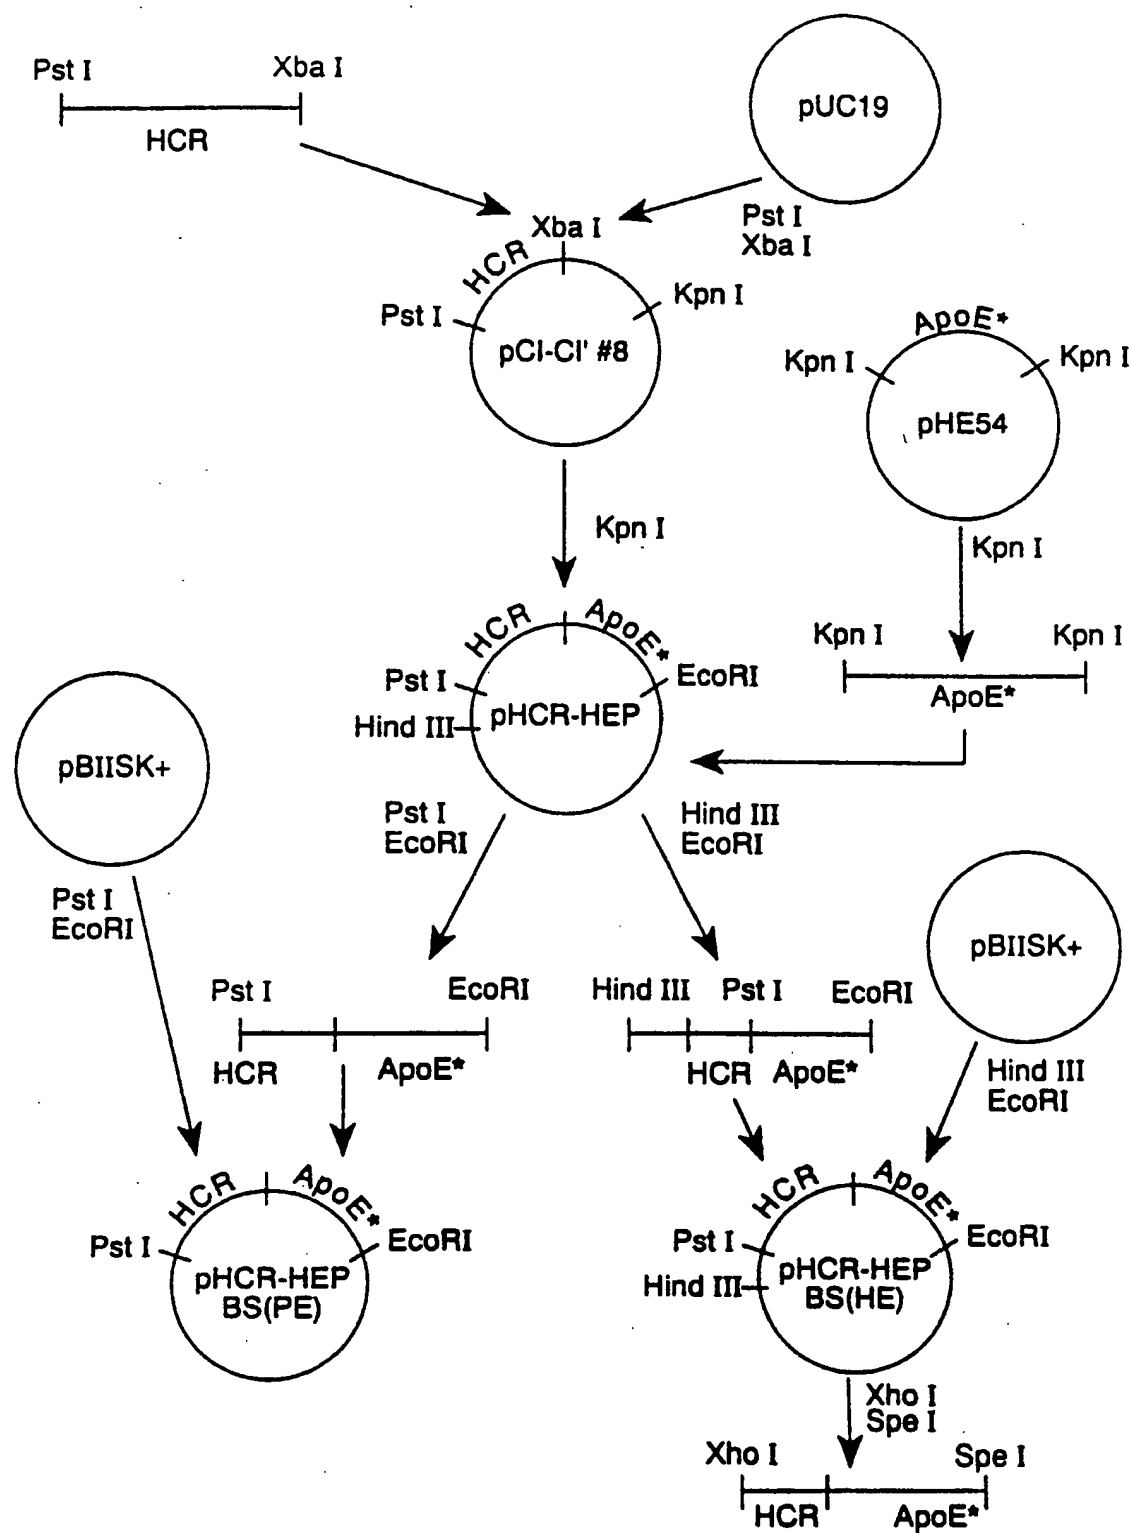 Pst I
Xba I
HCR
pUC19
Pst I
Xba I
Xba I
HCR
Pst I
Kpn I
pCI-CI' #8
ApoE*
Kpn I
Kpn I
pHE54
Kpn I
Kpn I
Kpn I
Kpn I
ApoE*
HCR
ApoE*
Pst I
EcoRI
Hind III
pHCR-HEP
pBIISK+
Pst I
EcoRI
Pst I
EcoRI
Hind III
EcoRI
pBIISK+
Hind III
EcoRI
Pst I
EcoRI
HCR
ApoE*
Hind III
Pst I
EcoRI
HCR
ApoE*
HCR
ApoE*
Pst I
EcoRI
pHCR-HEP
BS(PE)
HCR
ApoE*
Pst I
EcoRI
Hind III
pHCR-HEP
BS(HE)
Xho I
Spe I
Xho I
Spe I
HCR
ApoE*